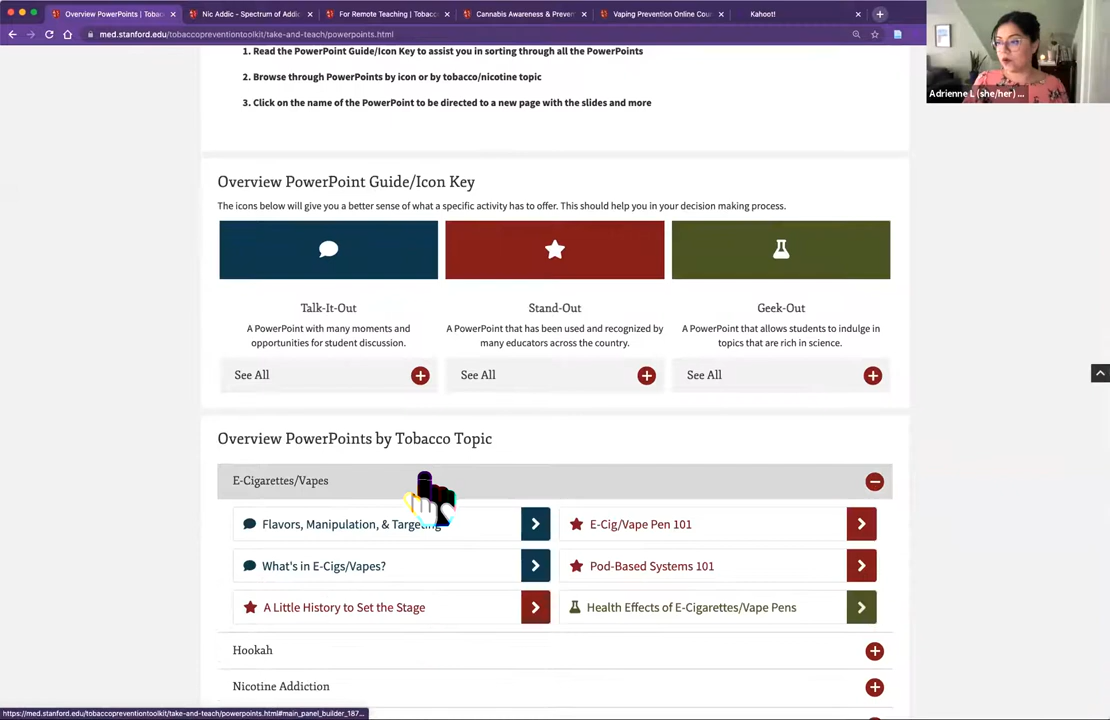 Overview PowerPoints | Tobac
Nic Addic - Spectrum of Addic
For Remote Teaching | Tobacc
Cannabis Awareness & Preven
Vaping Prevention Online Cour
Kahoot!
med.stanford.edu/tobaccopreventiontoolkit/take-and-teach/powerpoints.html
Adrienne L (she/her) ...
1. Read the PowerPoint Guide/Icon Key to assist you in sorting through all the PowerPoints
2. Browse through PowerPoints by icon or by tobacco/nicotine topic
3. Click on the name of the PowerPoint to be directed to a new page with the slides and more
Overview PowerPoint Guide/Icon Key
The icons below will give you a better sense of what a specific activity has to offer. This should help you in your decision making process.
Talk-It-Out
A PowerPoint with many moments and
opportunities for student discussion.
See All
Stand-Out
A PowerPoint that has been used and recognized by
many educators across the country.
See All
Geek-Out
A PowerPoint that allows students to indulge in
topics that are rich in science.
See All
Overview PowerPoints by Tobacco Topic
E-Cigarettes/Vapes
Flavors, Manipulation, & Targeting
E-Cig/Vape Pen 101
What's in E-Cigs/Vapes?
Pod-Based Systems 101
A Little History to Set the Stage
Health Effects of E-Cigarettes/Vape Pens
Hookah
Nicotine Addiction
https://med.stanford.edu/tobaccopreventiontoolkit/take-and-teach/powerpoints.html#main_panel_builder_187...